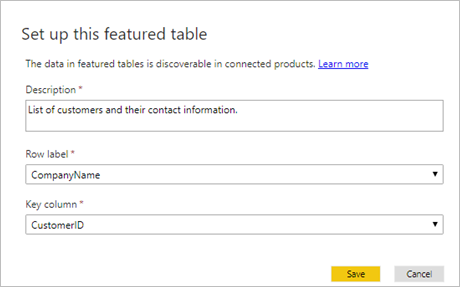 Set up this featured table
The data in featured tables is discoverable in connected products. Learn more
Description *
List of customers and their contact information.
Row label *
CompanyName
Key column *
CustomerID
Save Cancel